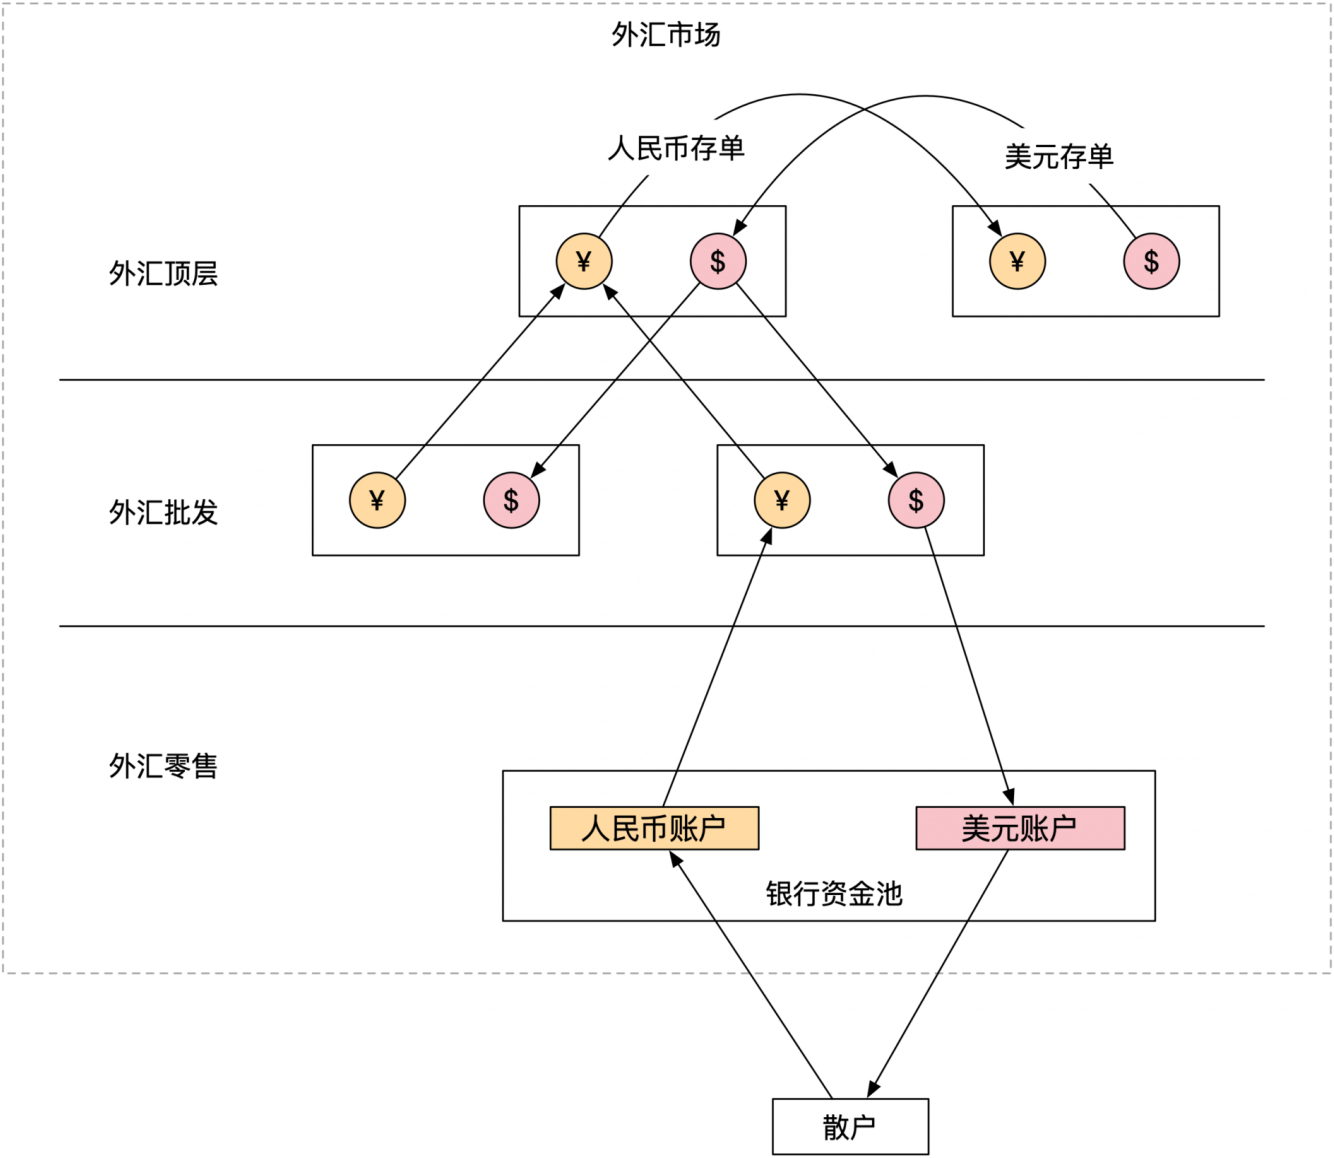 外汇市场
人民币存单
美元存单
外汇顶层
¥ $ ¥ $
外汇批发
¥ $ ¥ $
外汇零售
人民币账户 美元账户
银行资金池
散户